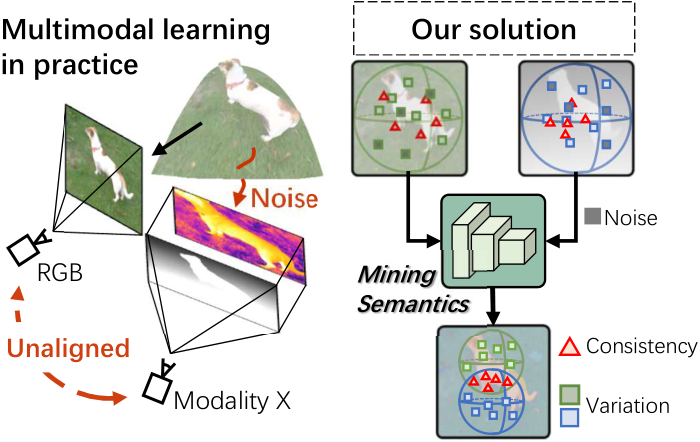 Multimodal learning
in practice
Noise
RGB
Unaligned
Modality X
Our solution
Noise
Mining
Semantics
Consistency
Variation